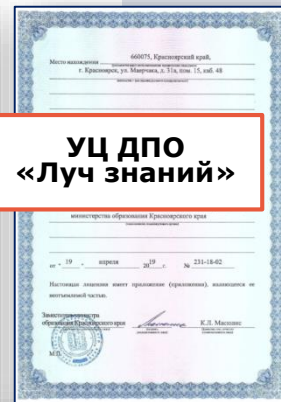 Место нахождения 660075, Красноярский край,
г. Красноярск, ул. Маерчака, д. 31а, пом. 15, каб. 48
УЦ ДПО
«Луч знаний»
министерства образования Красноярского края
от " 19 " апреля 2019 г. № 231-18-02
Настоящая лицензия имеет приложение (приложения), являющееся ее
неотъемлемой частью.
Заместитель министра
образования Красноярского края
К.Л. Масюлис
М.П.